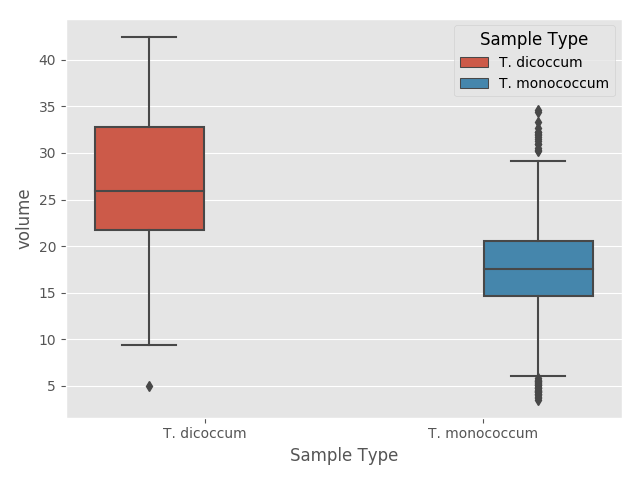 Sample Type
T. dicoccum
T. monococcum
40
35
30
25
20
15
10
5
volume
T. dicoccum
T. monococcum
Sample Type